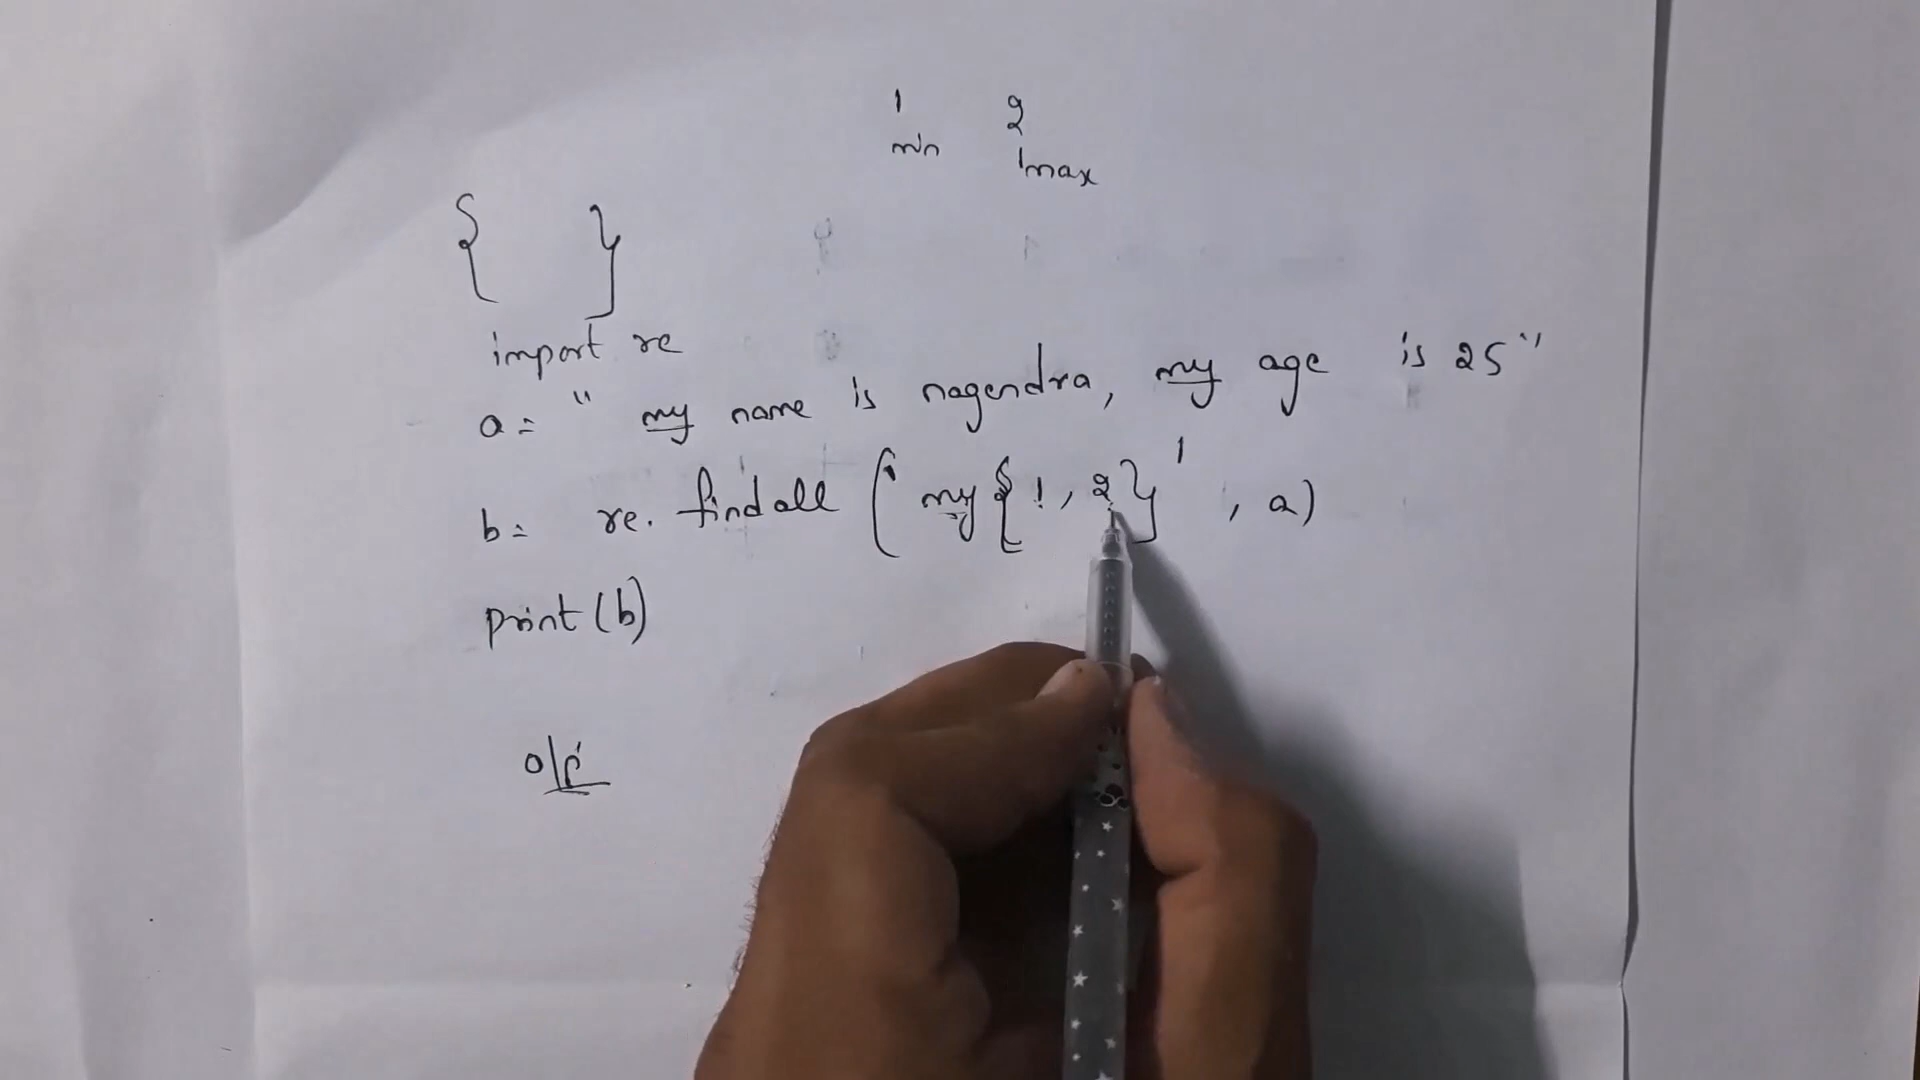 1 2
min max
{ }
import re
a= " my name is nagendra, my age is 25"
b= re.findall ('my{1,2}' , a)
print(b)
o/p